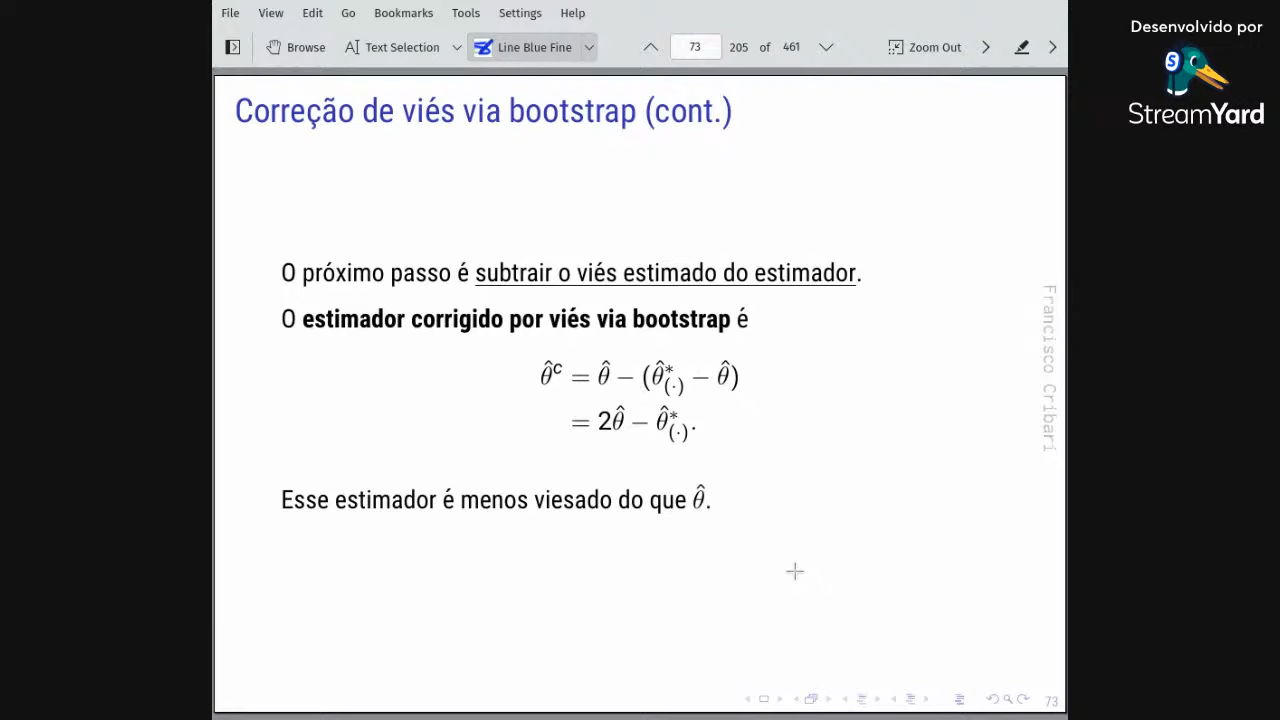 File View Edit Go Bookmarks Tools Settings Help
Browse Text Selection Line Blue Fine 73 205 of 461 Zoom Out
Desenvolvido por
S
StreamYard
Correção de viés via bootstrap (cont.)
O próximo passo é subtrair o viés estimado do estimador.
O estimador corrigido por viés via bootstrap é
θ̂ᶜ = θ̂ − (θ̂*₍·₎ − θ̂)
= 2θ̂ − θ̂*₍·₎.
Esse estimador é menos viesado do que θ̂.
Francisco Cribari
73